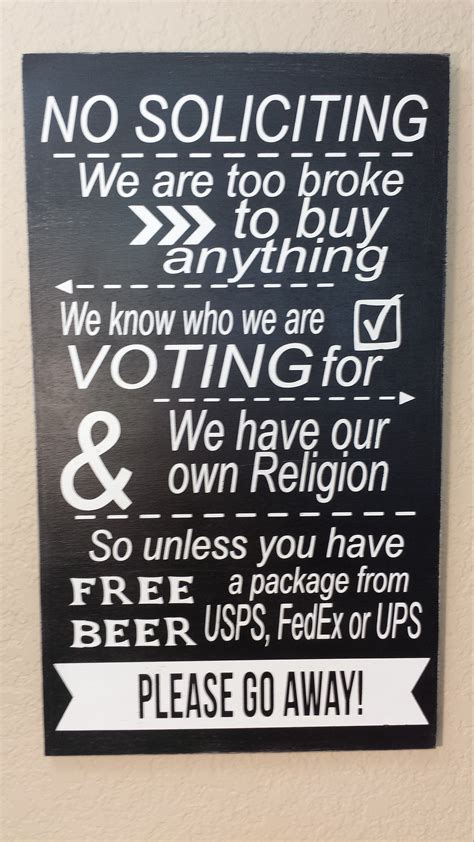 NO SOLICITING
We are too broke
to buy
anything
We know who we are
VOTING for
& We have our
own Religion
So unless you have
FREE a package from
BEER USPS, FedEx or UPS
PLEASE GO AWAY!